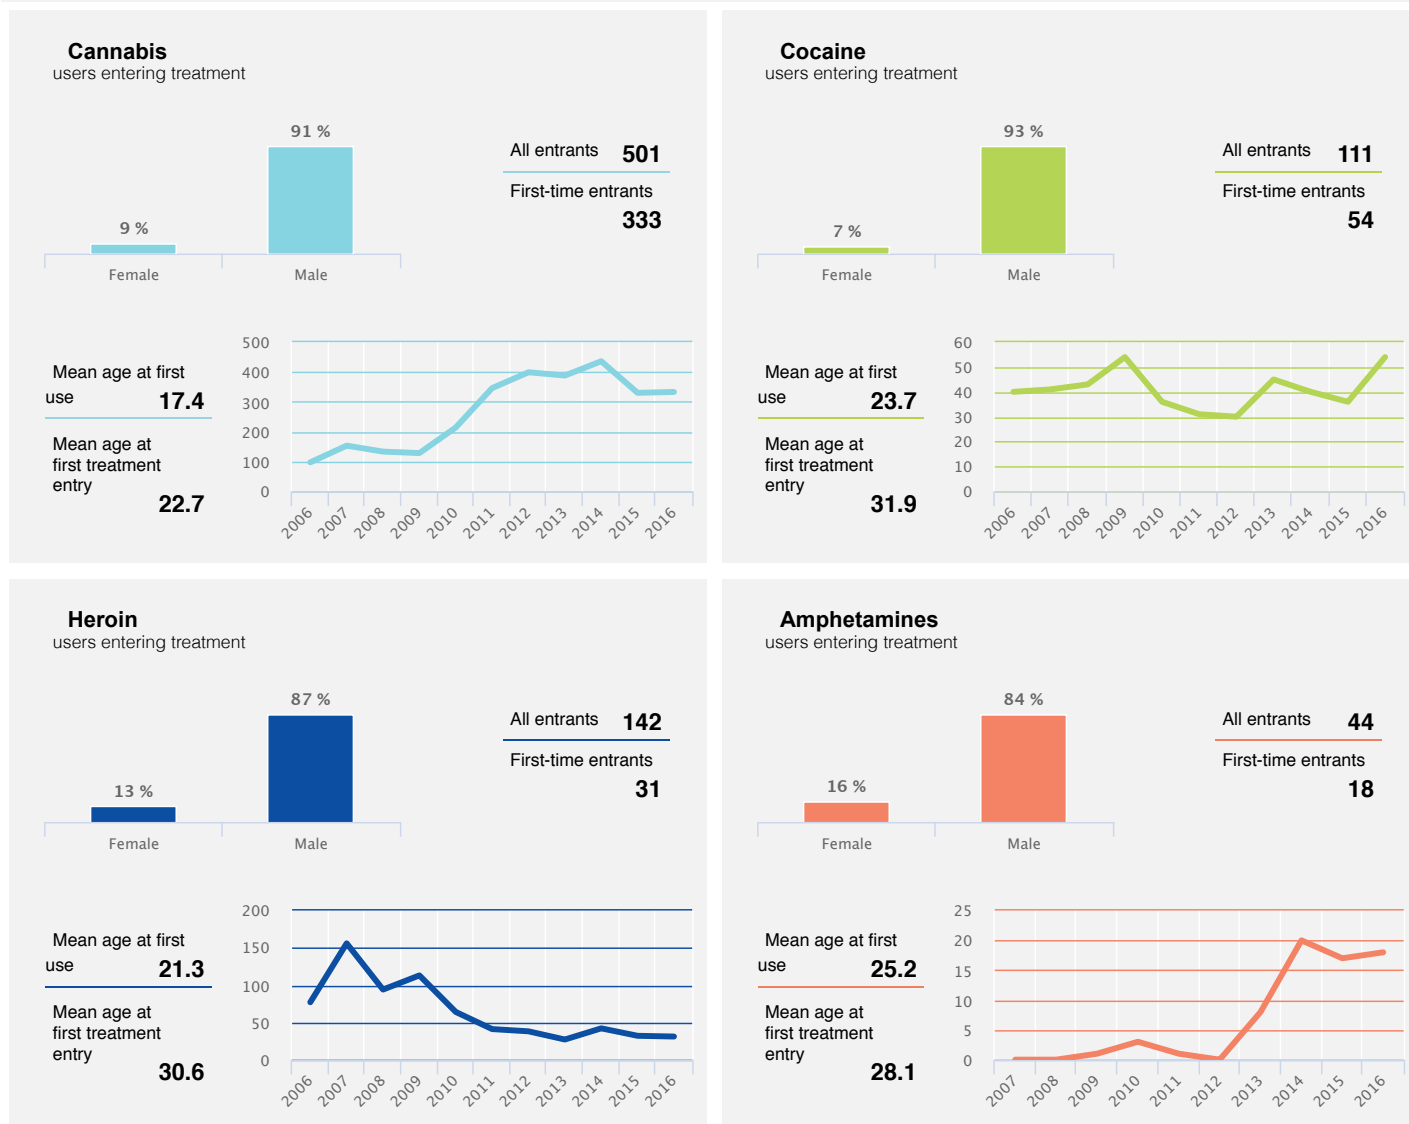 Cannabis
users entering treatment
91 %
9 %
Female
Male
All entrants 501
First-time entrants
333
Mean age at first
use 17.4
Mean age at
first treatment
entry
22.7
500
400
300
200
100
0
2006 2007 2008 2009 2010 2011 2012 2013 2014 2015 2016
Cocaine
users entering treatment
93 %
7 %
Female
Male
All entrants 111
First-time entrants
54
Mean age at first
use 23.7
Mean age at
first treatment
entry
31.9
60
50
40
30
20
10
0
2006 2007 2008 2009 2010 2011 2012 2013 2014 2015 2016
Heroin
users entering treatment
87 %
13 %
Female
Male
All entrants 142
First-time entrants
31
Mean age at first
use 21.3
Mean age at
first treatment
entry
30.6
200
150
100
50
0
2006 2007 2008 2009 2010 2011 2012 2013 2014 2015 2016
Amphetamines
users entering treatment
84 %
16 %
Female
Male
All entrants 44
First-time entrants
18
Mean age at first
use 25.2
Mean age at
first treatment
entry
28.1
25
20
15
10
5
0
2007 2008 2009 2010 2011 2012 2013 2014 2015 2016